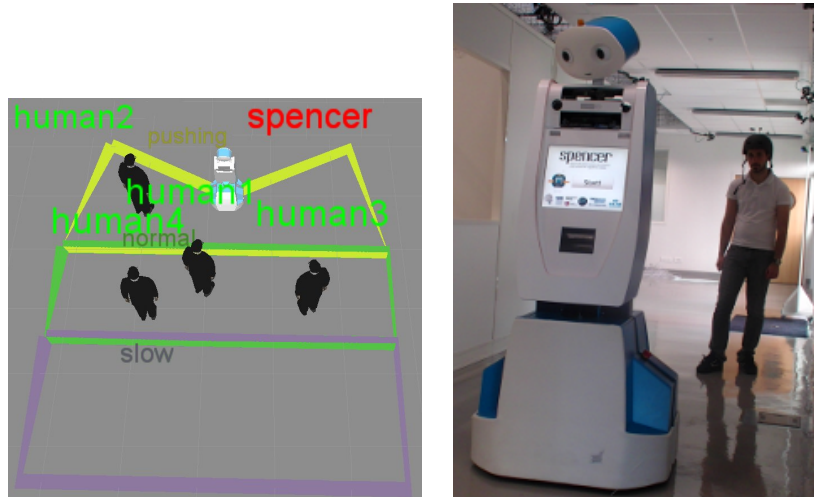 human2
spencer
pushing
human1
human4
human3
normal
slow
spencer
Start